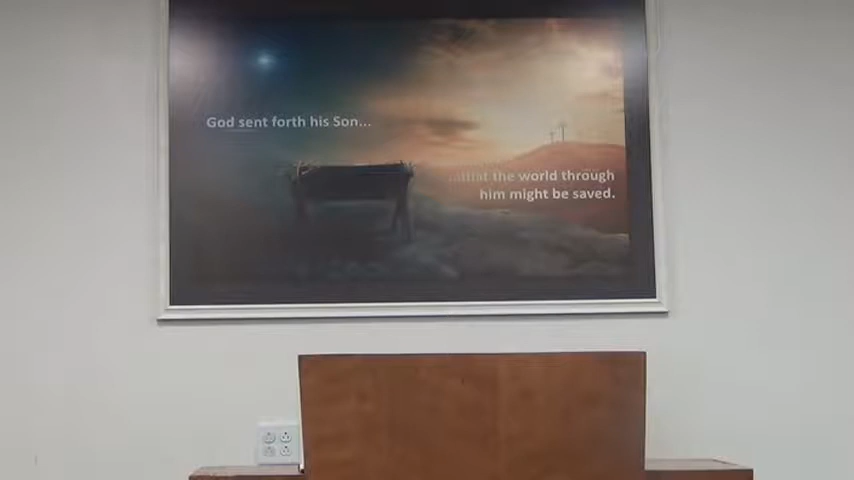 God sent forth his Son...
...that the world through
him might be saved.